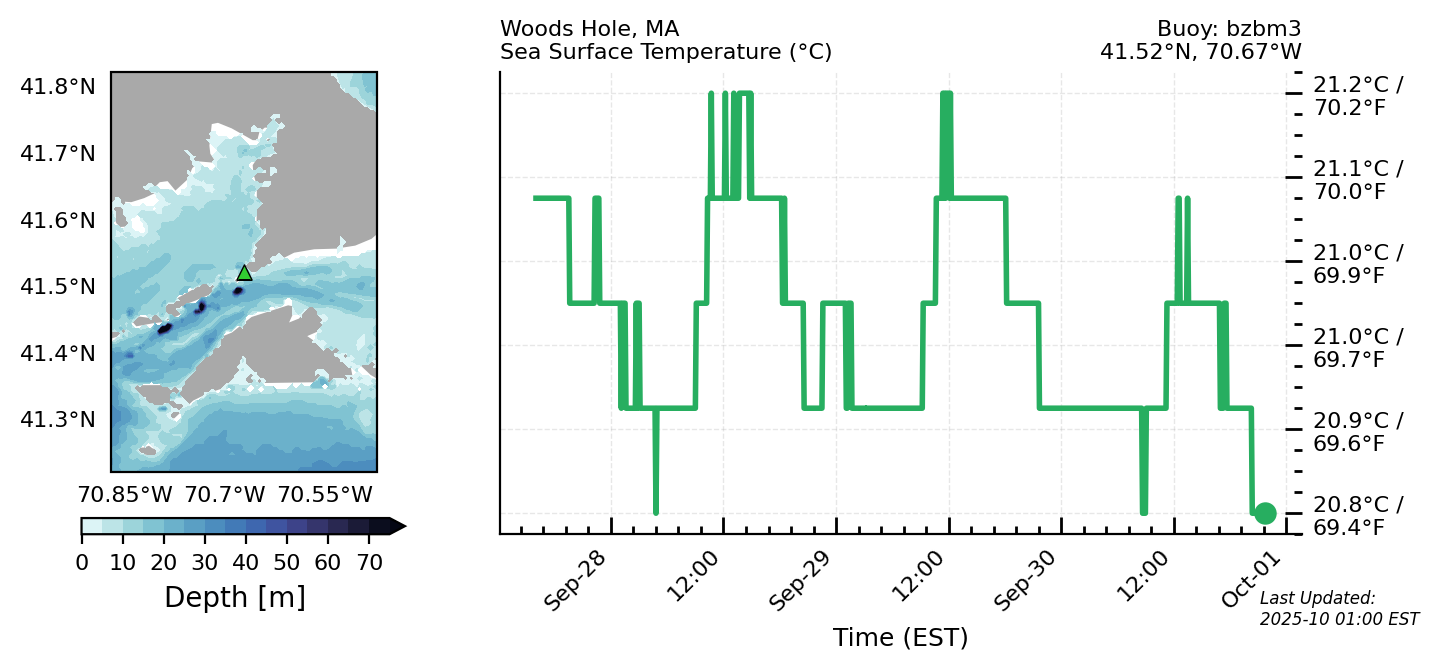 Woods Hole, MA
Sea Surface Temperature (°C)
Buoy: bzbm3
41.52°N, 70.67°W
41.8°N
41.7°N
41.6°N
41.5°N
41.4°N
41.3°N
70.85°W 70.7°W 70.55°W
0 10 20 30 40 50 60 70
Depth [m]
21.2°C /
70.2°F
21.1°C /
70.0°F
21.0°C /
69.9°F
21.0°C /
69.7°F
20.9°C /
69.6°F
20.8°C /
69.4°F
Sep-28
12:00
Sep-29
12:00
Sep-30
12:00
Oct-01
Time (EST)
Last Updated:
2025-10 01:00 EST